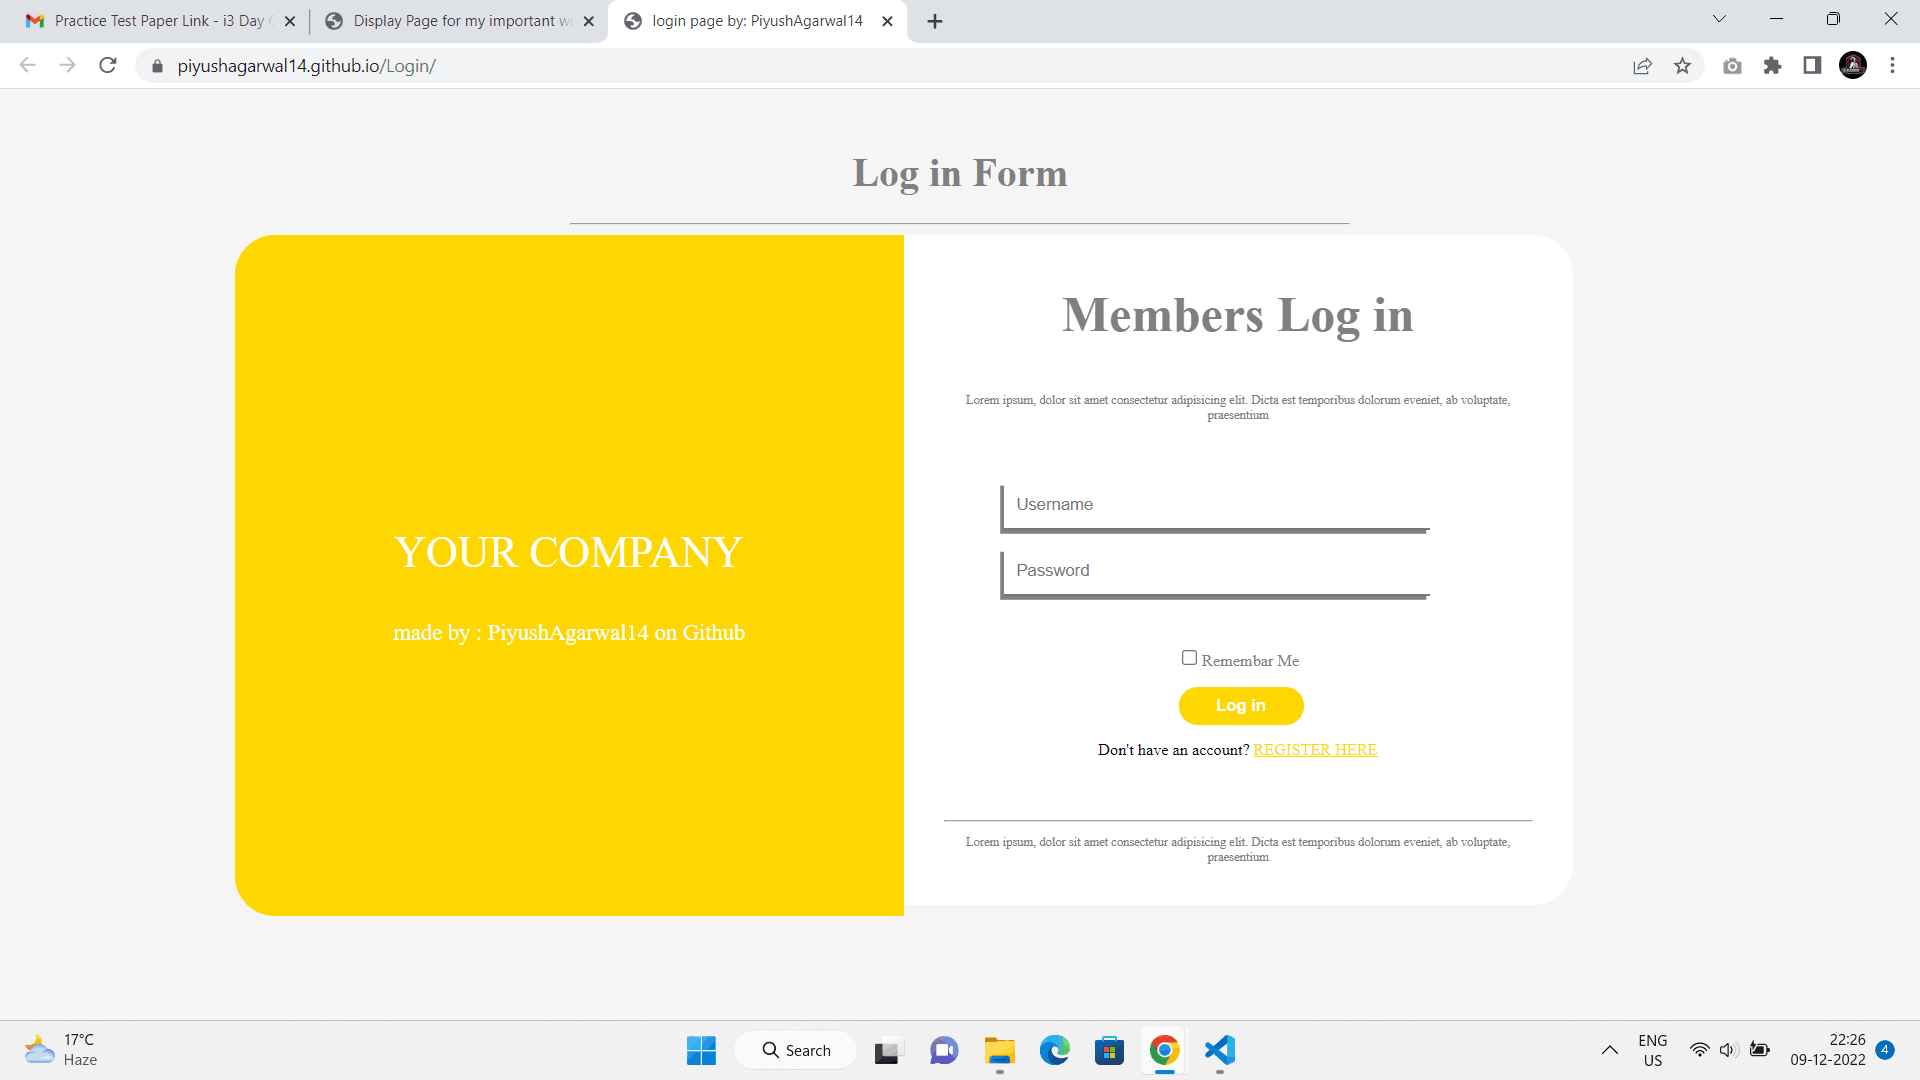 Practice Test Paper Link - i3 Day
Display Page for my important
login page by: PiyushAgarwal14
piyushagarwal14.github.io/Login/
Log in Form
YOUR COMPANY
made by : PiyushAgarwal14 on Github
Members Log in
Lorem ipsum, dolor sit amet consectetur adipisicing elit. Dicta est temporibus dolorum eveniet, ab voluptate,
praesentium
Username
Password
Remembar Me
Log in
Don't have an account? REGISTER HERE
Lorem ipsum, dolor sit amet consectetur adipisicing elit. Dicta est temporibus dolorum eveniet, ab voluptate,
praesentium
17°C
Haze
Search
ENG
US
22:26
09-12-2022
4